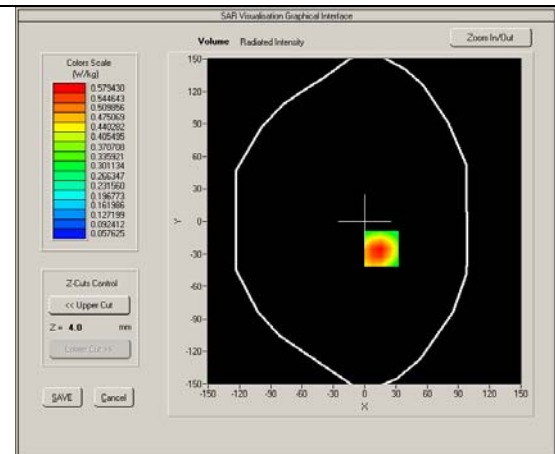 SAR Visualisation Graphical Interface
Volume Radiated Intensity
Zoom In/Out
Colors Scale
(W/kg)
0.579430
0.544643
0.509856
0.475069
0.440282
0.405495
0.370708
0.335921
0.301134
0.266347
0.231560
0.196773
0.161986
0.127199
0.092412
0.057625
Z-Cuts Control
<< Upper Cut
Z = 4.0 mm
Lower Cut >>
SAVE Cancel
150
120
90
60
30
0
-30
-60
-90
-120
-150
Y
-150 -120 -90 -60 -30 0 30 60 90 120 150
X